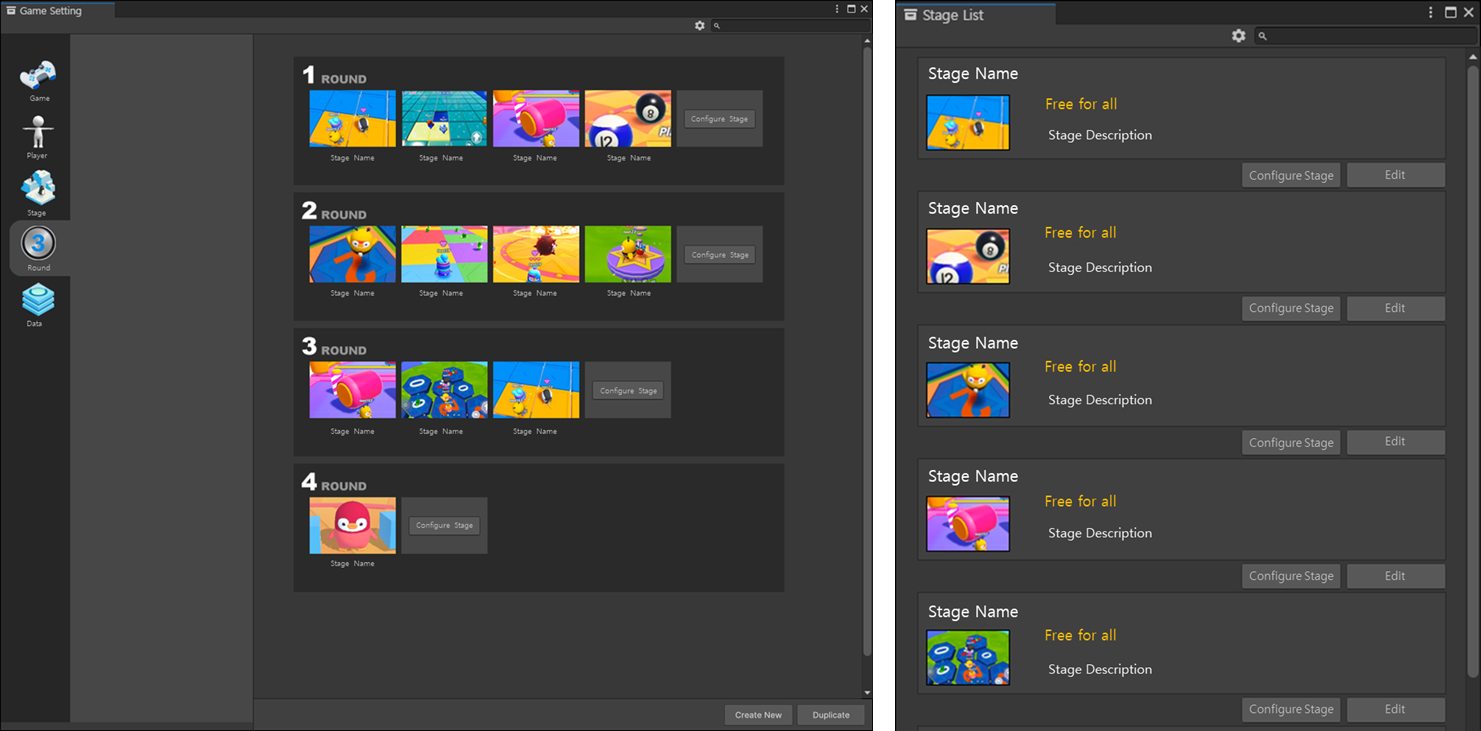 Game Setting
Game
Player
Stage
3
Round
Data
1 ROUND
8
12
Configure Stage
Stage Name Stage Name Stage Name Stage Name
2 ROUND
Configure Stage
Stage Name Stage Name Stage Name Stage Name
3 ROUND
Configure Stage
Stage Name Stage Name Stage Name
4 ROUND
Configure Stage
Stage Name
Create New Duplicate
Stage List
Stage Name
Free for all
Stage Description
Configure Stage Edit
Stage Name
8
12
Free for all
Stage Description
Configure Stage Edit
Stage Name
Free for all
Stage Description
Configure Stage Edit
Stage Name
Free for all
Stage Description
Configure Stage Edit
Stage Name
Free for all
Stage Description
Configure Stage Edit